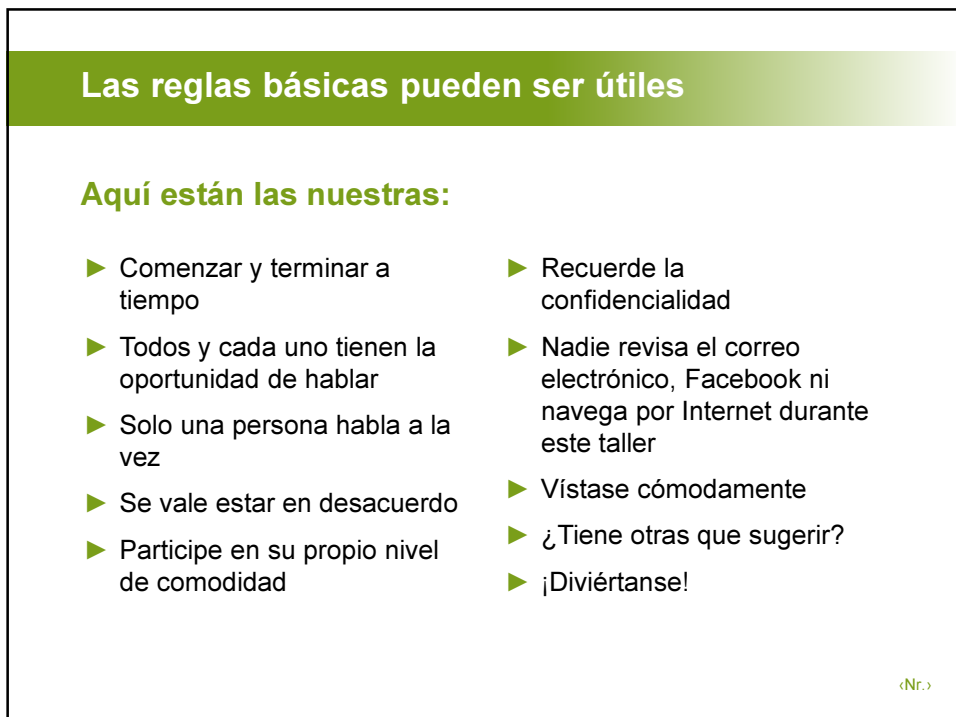 Las reglas básicas pueden ser útiles
Aquí están las nuestras:
► Comenzar y terminar a
tiempo
► Todos y cada uno tienen la
oportunidad de hablar
► Solo una persona habla a la
vez
► Se vale estar en desacuerdo
► Participe en su propio nivel
de comodidad
► Recuerde la
confidencialidad
► Nadie revisa el correo
electrónico, Facebook ni
navega por Internet durante
este taller
► Vístase cómodamente
► ¿Tiene otras que sugerir?
► ¡Diviértanse!
‹Nr.›